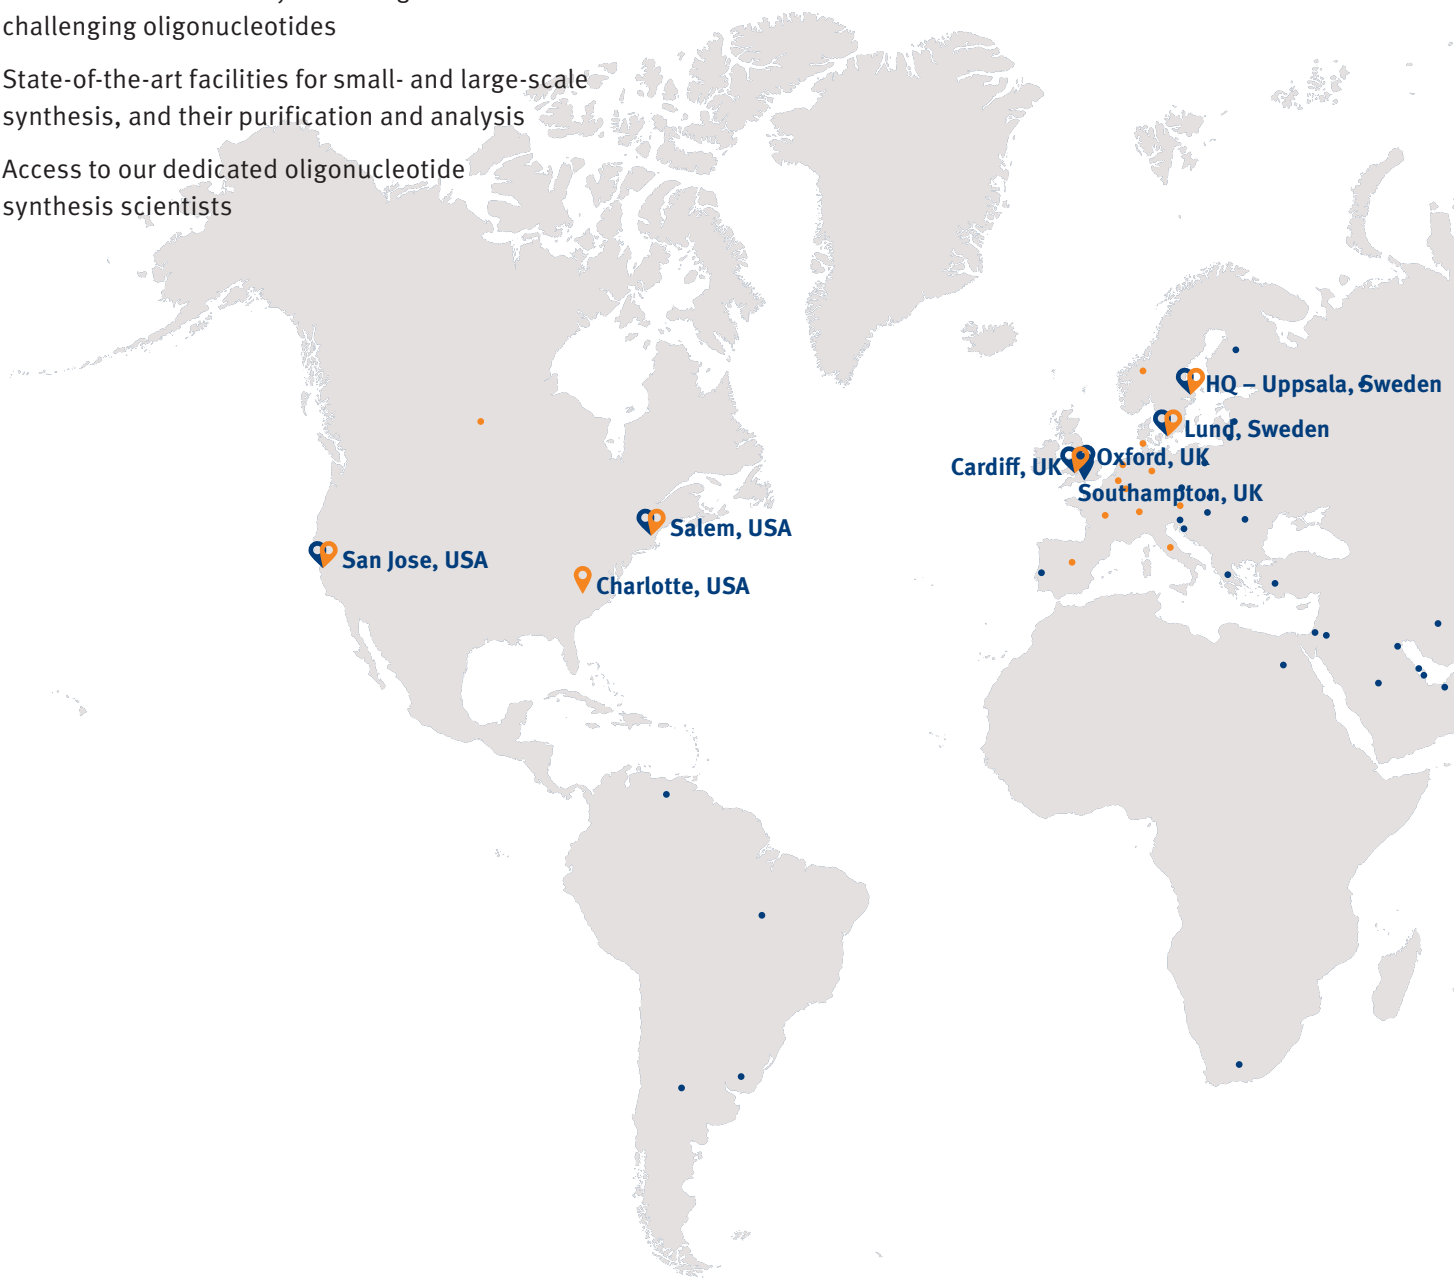 challenging oligonucleotides
State-of-the-art facilities for small- and large-scale
synthesis, and their purification and analysis
Access to our dedicated oligonucleotide
synthesis scientists
HQ – Uppsala, Sweden
Lund, Sweden
Oxford, UK
Cardiff, UK
Southampton, UK
Salem, USA
San Jose, USA
Charlotte, USA